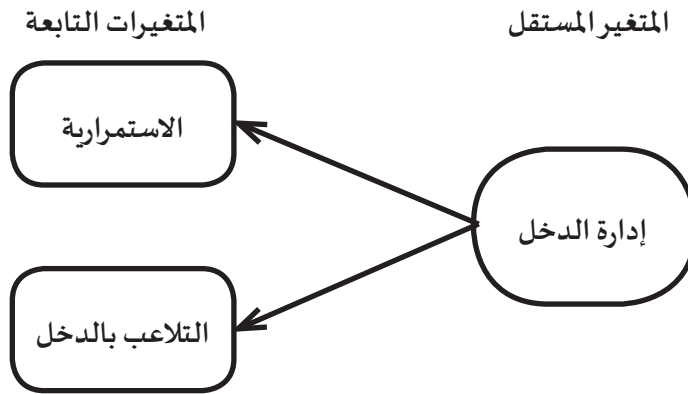 المتغير المستقل
المتغيرات التابعة
الاستمرارية
إدارة الدخل
التلاعب بالدخل